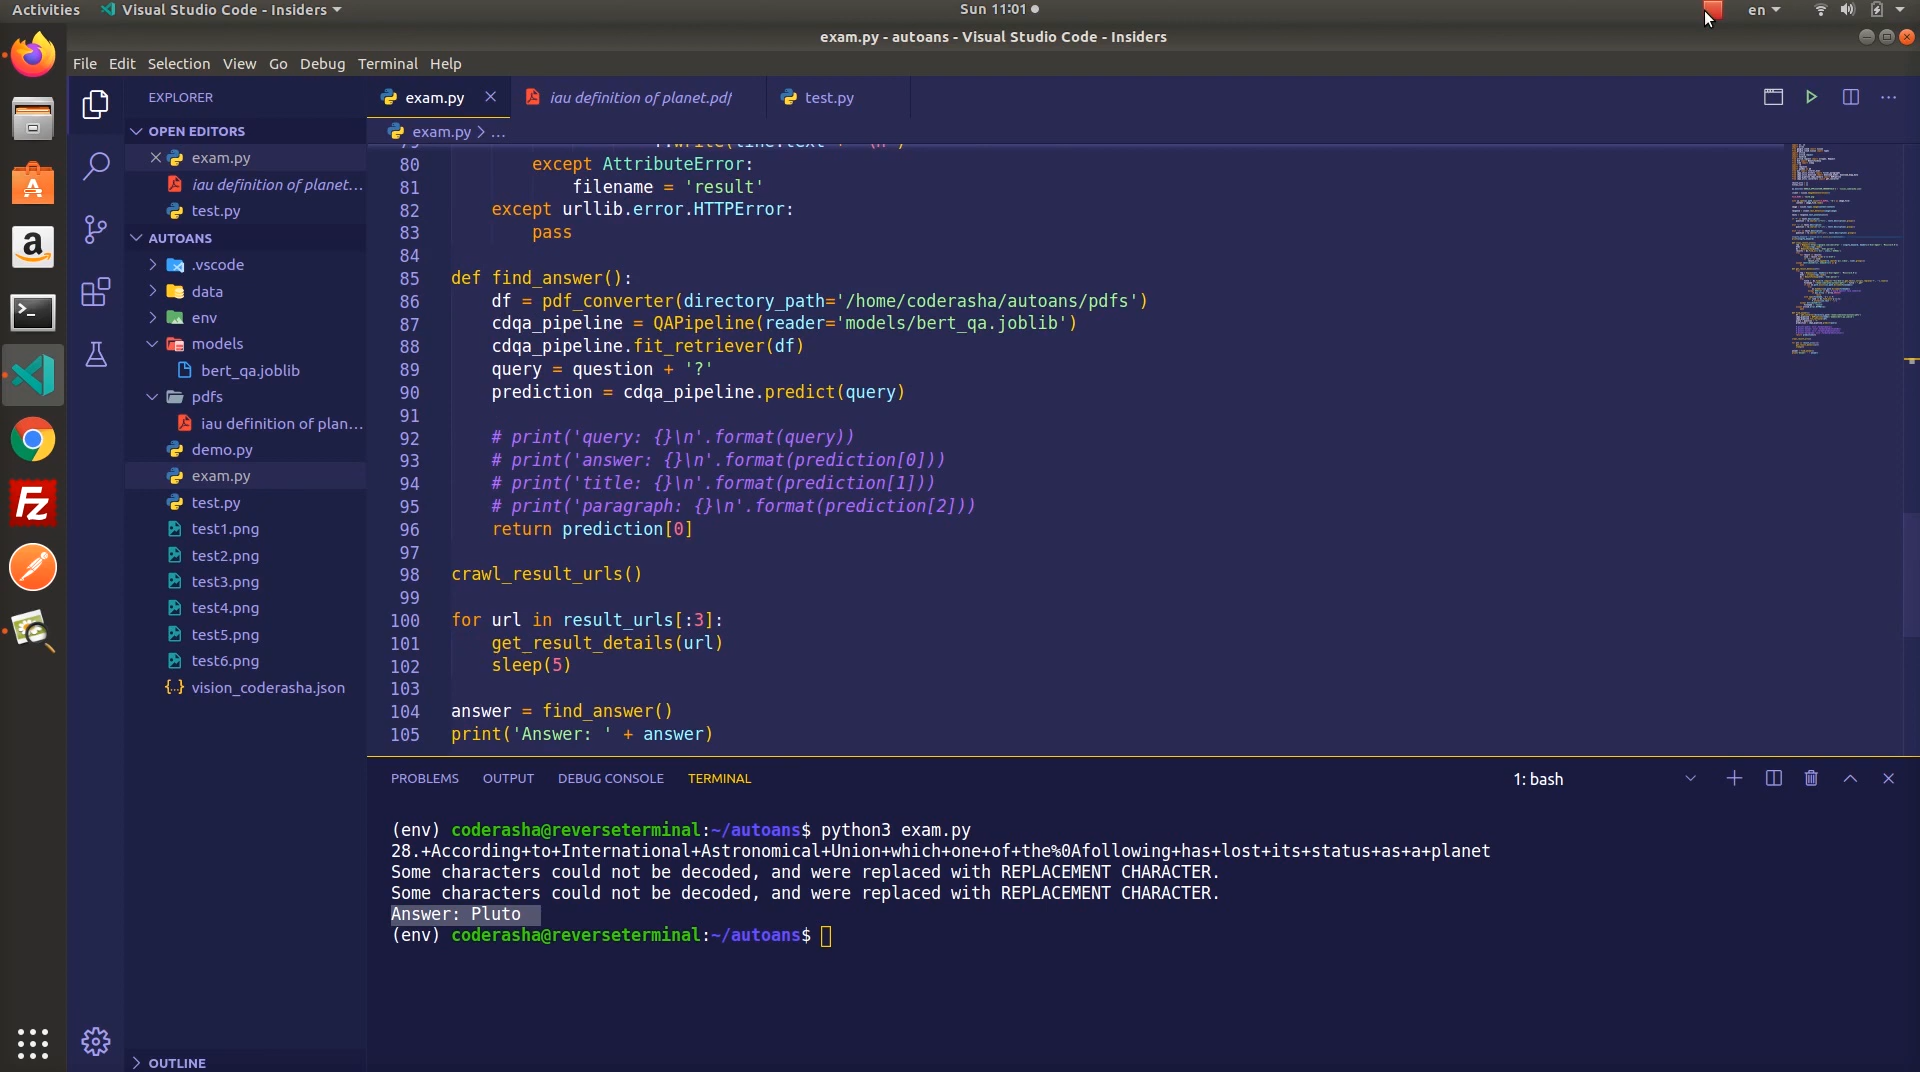 Activities Visual Studio Code - Insiders Sun 11:01 en
exam.py - autoans - Visual Studio Code - Insiders
File Edit Selection View Go Debug Terminal Help
EXPLORER
OPEN EDITORS
exam.py
iau definition of planet...
test.py
AUTOANS
.vscode
data
env
models
bert_qa.joblib
pdfs
iau definition of plan...
demo.py
exam.py
test.py
test1.png
test2.png
test3.png
test4.png
test5.png
test6.png
vision_coderasha.json
OUTLINE
exam.py iau definition of planet.pdf test.py
exam.py > ...
80 except AttributeError:
81 filename = 'result'
82 except urllib.error.HTTPError:
83 pass
84
85 def find_answer():
86 df = pdf_converter(directory_path='/home/coderasha/autoans/pdfs')
87 cdqa_pipeline = QAPipeline(reader='models/bert_qa.joblib')
88 cdqa_pipeline.fit_retriever(df)
89 query = question + '?'
90 prediction = cdqa_pipeline.predict(query)
91
92 # print('query: {}\n'.format(query))
93 # print('answer: {}\n'.format(prediction[0]))
94 # print('title: {}\n'.format(prediction[1]))
95 # print('paragraph: {}\n'.format(prediction[2]))
96 return prediction[0]
97
98 crawl_result_urls()
99
100 for url in result_urls[:3]:
101 get_result_details(url)
102 sleep(5)
103
104 answer = find_answer()
105 print('Answer: ' + answer)
PROBLEMS OUTPUT DEBUG CONSOLE TERMINAL 1: bash
(env) coderasha@reverseterminal:~/autoans$ python3 exam.py
28.+According+to+International+Astronomical+Union+which+one+of+the%0Afollowing+has+lost+its+status+as+a+planet
Some characters could not be decoded, and were replaced with REPLACEMENT CHARACTER.
Some characters could not be decoded, and were replaced with REPLACEMENT CHARACTER.
Answer: Pluto
(env) coderasha@reverseterminal:~/autoans$